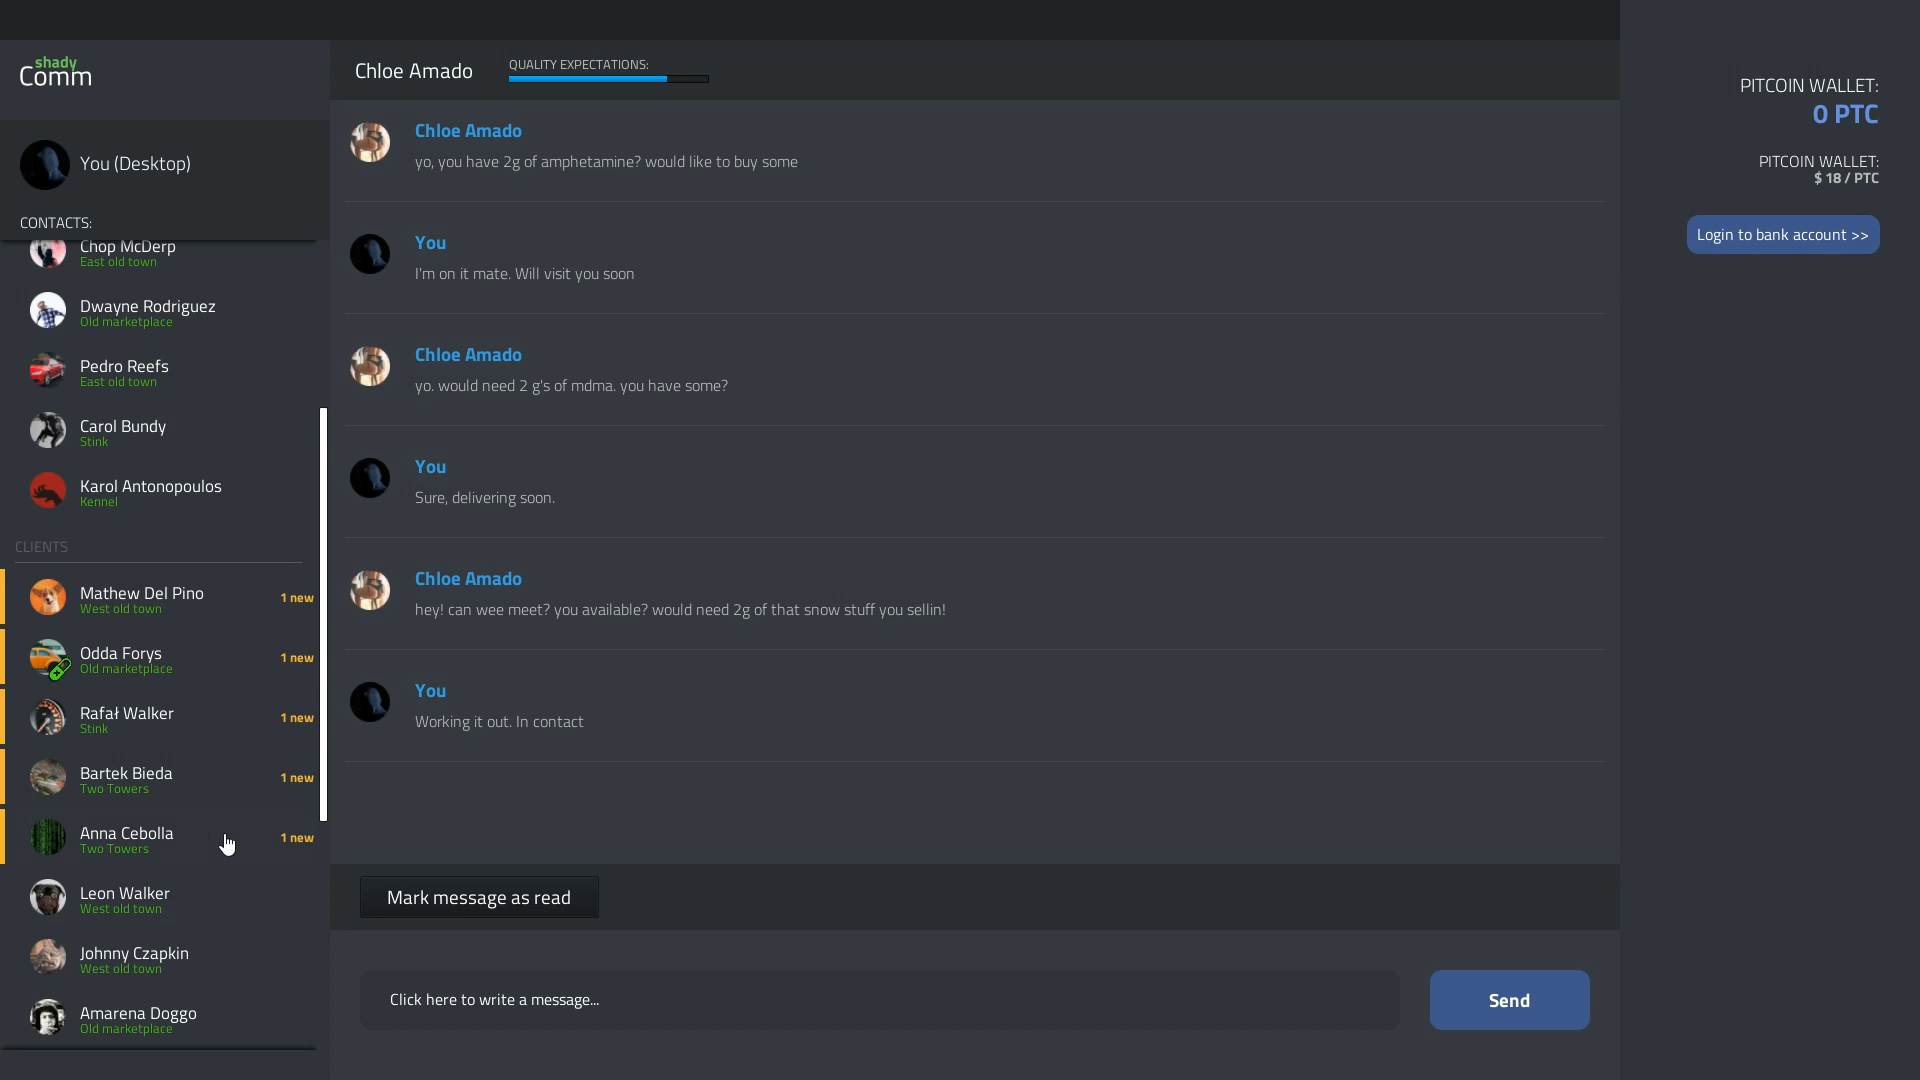 shady
Comm
You (Desktop)
CONTACTS:
Chop McDerp
East old town
Dwayne Rodriguez
Old marketplace
Pedro Reefs
East old town
Carol Bundy
Stink
Karol Antonopoulos
Kennel
CLIENTS
Mathew Del Pino
West old town
1 new
Odda Forys
Old marketplace
1 new
Rafał Walker
Stink
1 new
Bartek Bieda
Two Towers
1 new
Anna Cebolla
Two Towers
1 new
Leon Walker
West old town
Johnny Czapkin
West old town
Amarena Doggo
Old marketplace
Chloe Amado
QUALITY EXPECTATIONS:
Chloe Amado
yo, you have 2g of amphetamine? would like to buy some
You
I'm on it mate. Will visit you soon
Chloe Amado
yo. would need 2 g's of mdma. you have some?
You
Sure, delivering soon.
Chloe Amado
hey! can wee meet? you available? would need 2g of that snow stuff you sellin!
You
Working it out. In contact
Mark message as read
Click here to write a message...
Send
PITCOIN WALLET:
0 PTC
PITCOIN WALLET:
$ 18 / PTC
Login to bank account >>